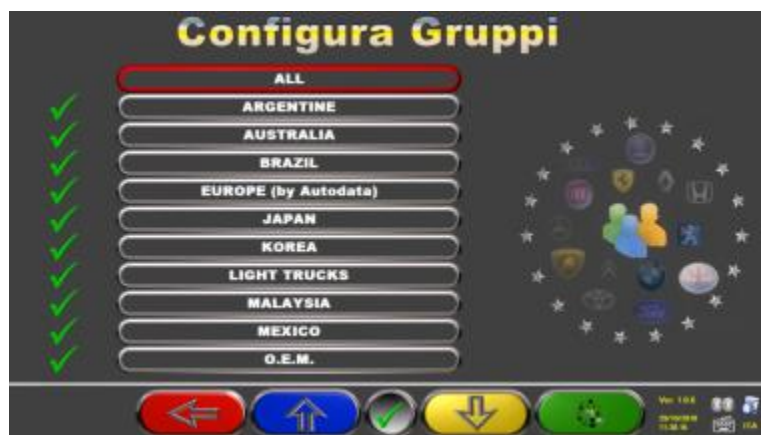 Configura Gruppi
ALL
ARGENTINE
AUSTRALIA
BRAZIL
EUROPE (by Autodata)
JAPAN
KOREA
LIGHT TRUCKS
MALAYSIA
MEXICO
O.E.M.